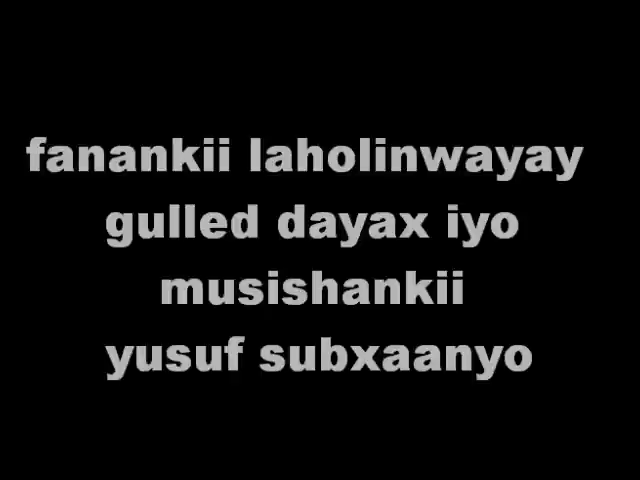 fanankii laholinwayay
gulled dayax iyo
musishankii
yusuf subxaanyo